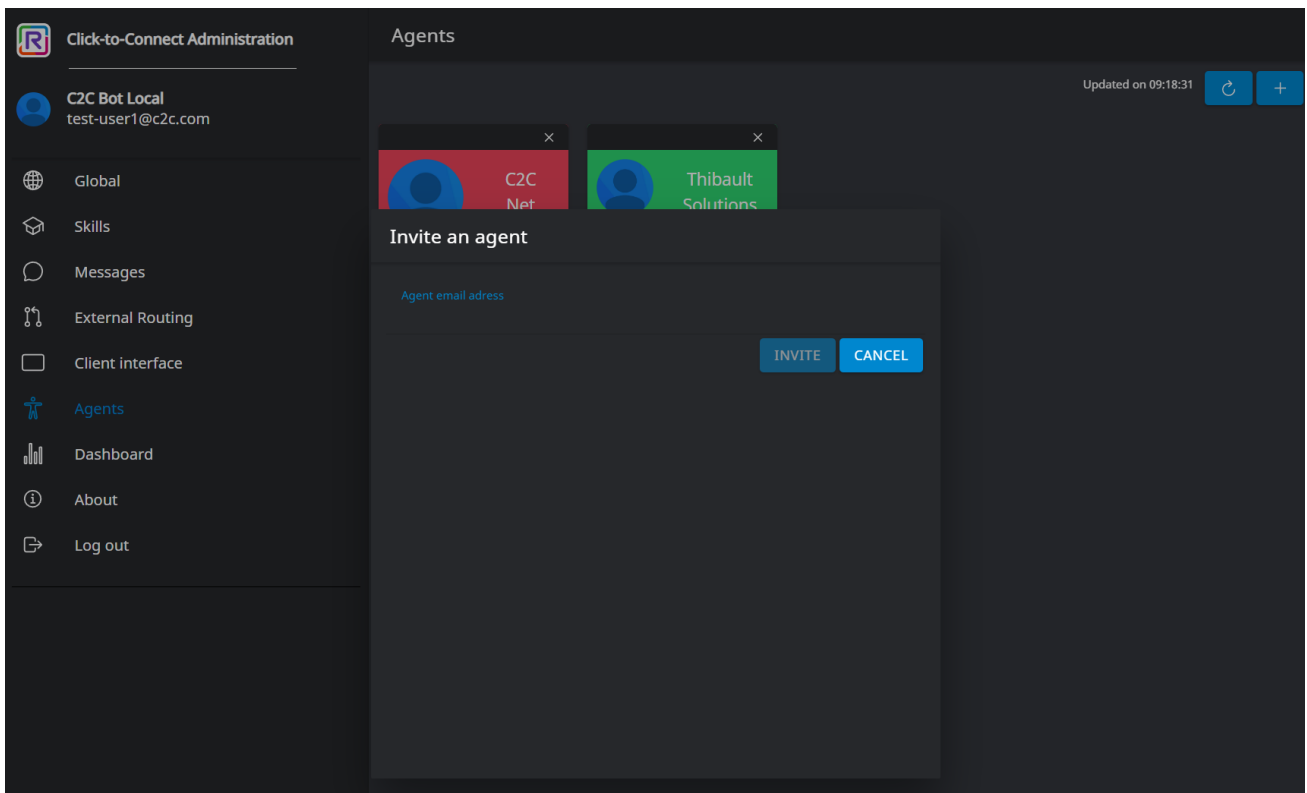 Click-to-Connect Administration
C2C Bot Local
test-user1@c2c.com
Global
Skills
Messages
External Routing
Client interface
Agents
Dashboard
About
Log out
Agents
Updated on 09:18:31
C2C
Net
Thibault
Solutions
Invite an agent
Agent email adress
INVITE
CANCEL